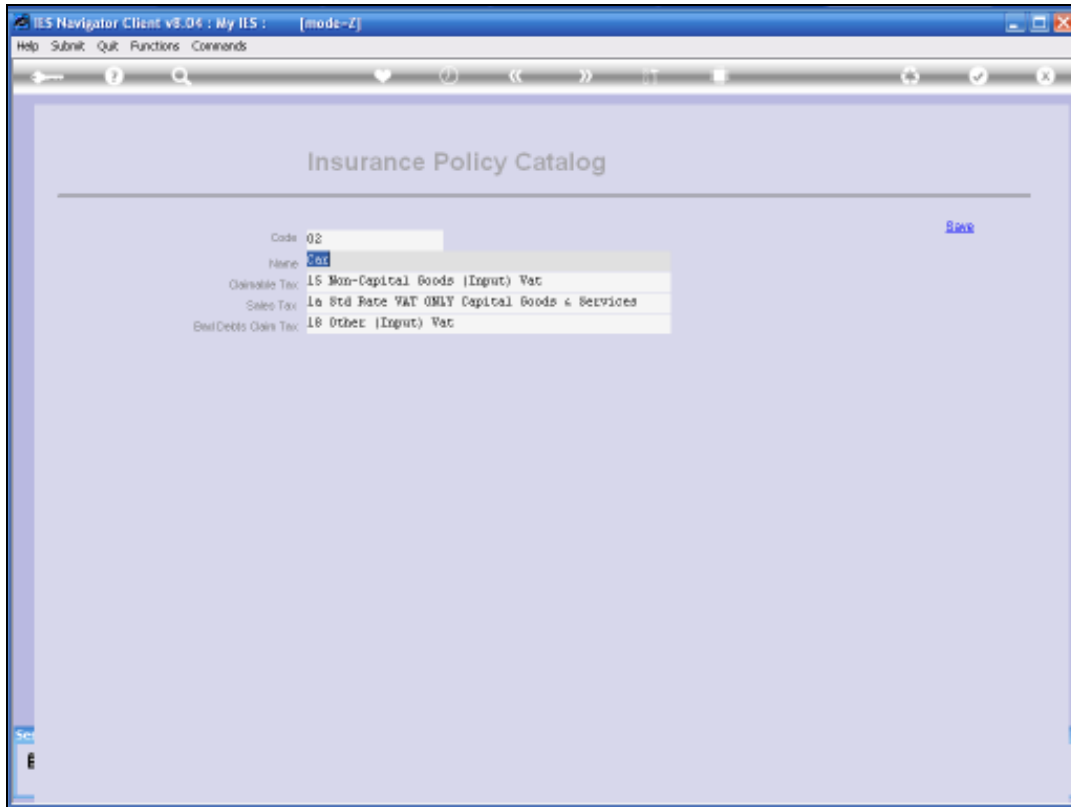 IES Navigator Client v8.04 : My IES : [mode=Z]
Help Submit Quit Functions Commands
Insurance Policy Catalog
Save
Code 02
Name Car
Claimable Tax 15 Non-Capital Goods (Input) Vat
Sales Tax 1a Std Rate VAT ONLY Capital Goods & Services
Bad Debts Claim Tax 18 Other (Input) Vat
Se